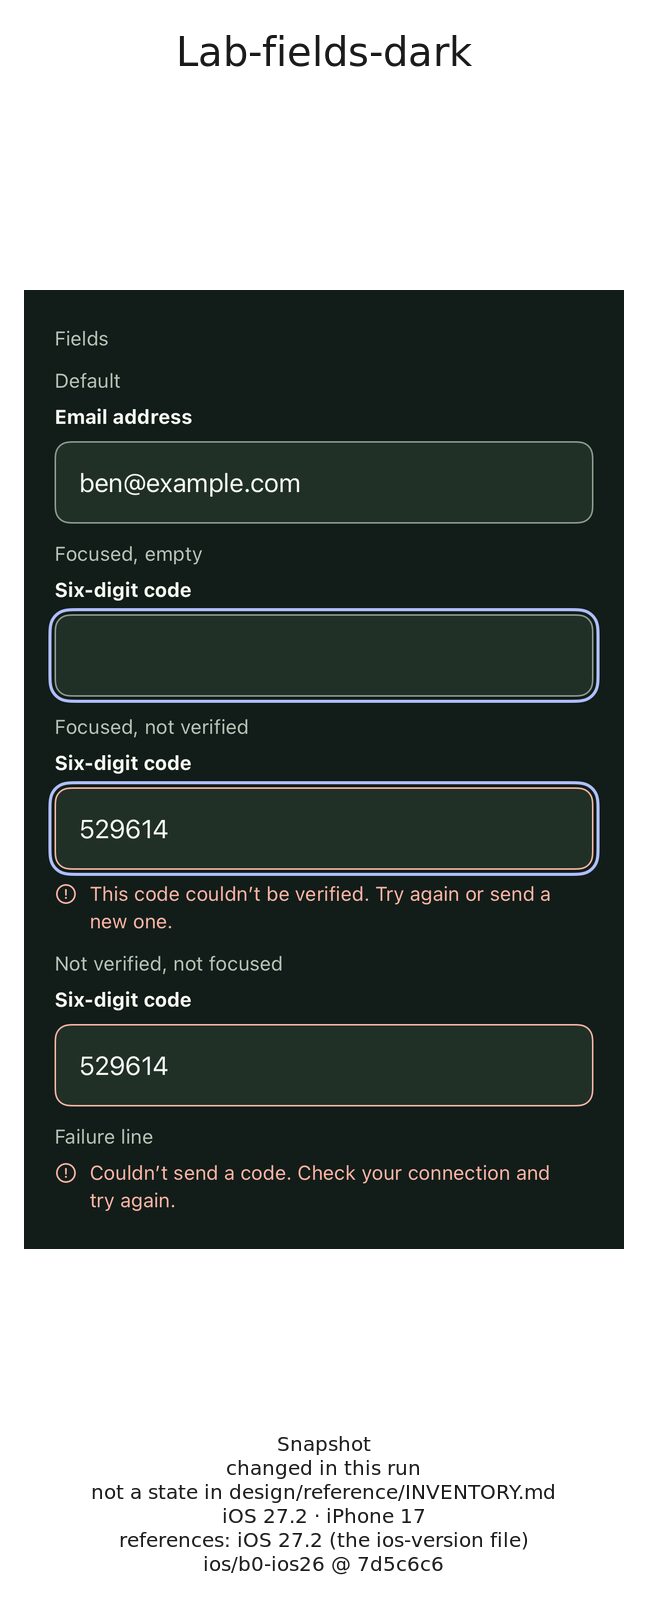 Lab-fields-dark
Fields
Default
Email address
ben@example.com
Focused, empty
Six-digit code
Focused, not verified
Six-digit code
529614
This code couldn’t be verified. Try again or send a
new one.
Not verified, not focused
Six-digit code
529614
Failure line
Couldn’t send a code. Check your connection and
try again.
Snapshot
changed in this run
not a state in design/reference/INVENTORY.md
iOS 27.2 · iPhone 17
references: iOS 27.2 (the ios-version file)
ios/b0-ios26 @ 7d5c6c6